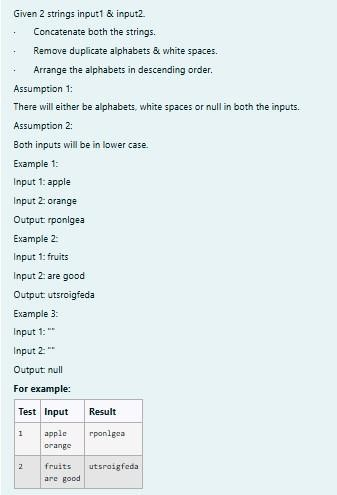 Given 2 strings input1 & input2.
· Concatenate both the strings.
· Remove duplicate alphabets & white spaces.
· Arrange the alphabets in descending order.
Assumption 1:
There will either be alphabets, white spaces or null in both the inputs.
Assumption 2:
Both inputs will be in lower case.
Example 1:
Input 1: apple
Input 2: orange
Output: rponlgea
Example 2:
Input 1: fruits
Input 2: are good
Output: utsroigfeda
Example 3:
Input 1: ""
Input 2: ""
Output: null
For example:
Test Input Result
1 apple rponlgea
orange
2 fruits utsroigfeda
are good